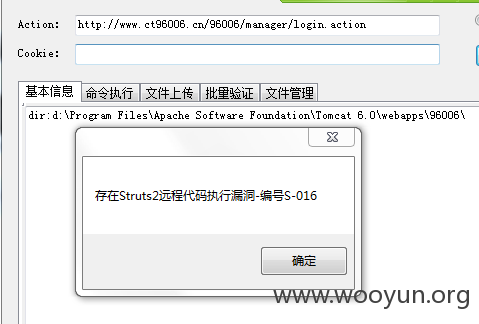 Action: http://www.ct96006.cn/96006/manager/login.action
Cookie:
基本信息 命令执行 文件上传 批量验证 文件管理
dir:d:\Program Files\Apache Software Foundation\Tomcat 6.0\webapps\96006\
存在Struts2远程代码执行漏洞-编号S-016
确定
www.wooyun.org